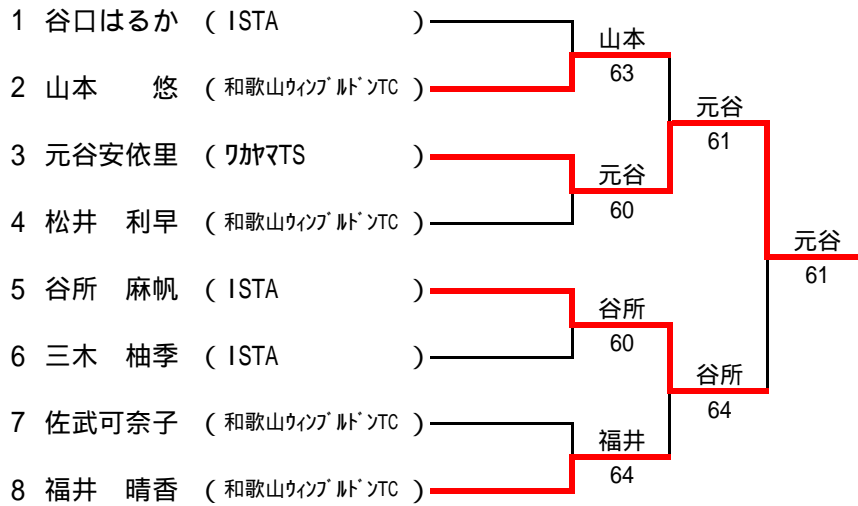 1 谷口はるか ( ISTA )
2 山本 悠 ( 和歌山ｳｨﾝﾌﾞﾙﾄﾞﾝTC )
3 元谷安依里 ( ﾜｶﾔﾏTS )
4 松井 利早 ( 和歌山ｳｨﾝﾌﾞﾙﾄﾞﾝTC )
5 谷所 麻帆 ( ISTA )
6 三木 柚季 ( ISTA )
7 佐武可奈子 ( 和歌山ｳｨﾝﾌﾞﾙﾄﾞﾝTC )
8 福井 晴香 ( 和歌山ｳｨﾝﾌﾞﾙﾄﾞﾝTC )
山本
63
元谷
60
谷所
60
福井
64
元谷
61
谷所
64
元谷
61